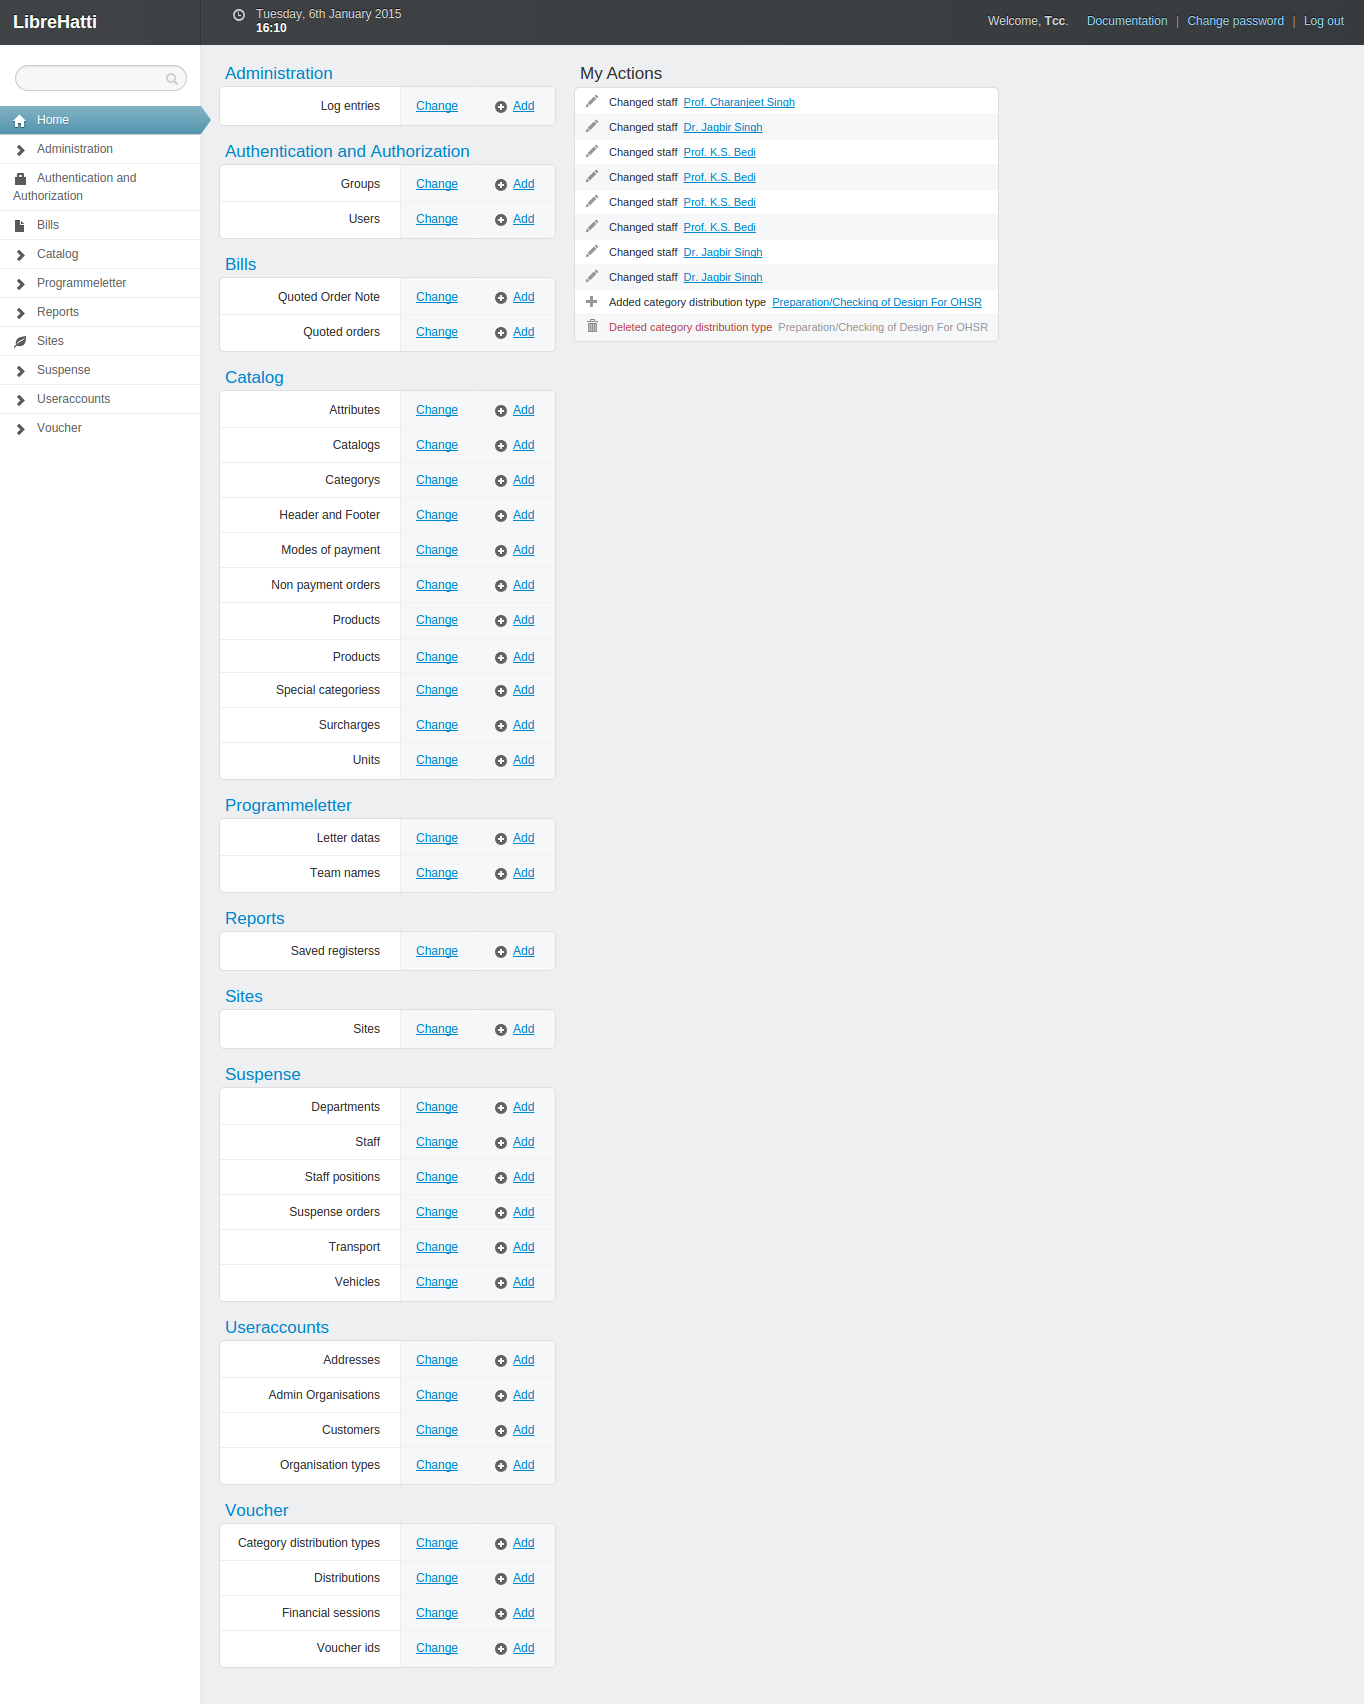 LibreHatti
Tuesday, 6th January 2015
16:10
Welcome, Tcc. Documentation | Change password | Log out
Home
Administration
Authentication and
Authorization
Bills
Catalog
Programmeletter
Reports
Sites
Suspense
Useraccounts
Voucher
Administration
Log entries Change Add
Authentication and Authorization
Groups Change Add
Users Change Add
Bills
Quoted Order Note Change Add
Quoted orders Change Add
Catalog
Attributes Change Add
Catalogs Change Add
Categorys Change Add
Header and Footer Change Add
Modes of payment Change Add
Non payment orders Change Add
Products Change Add
Products Change Add
Special categoriess Change Add
Surcharges Change Add
Units Change Add
Programmeletter
Letter datas Change Add
Team names Change Add
Reports
Saved registerss Change Add
Sites
Sites Change Add
Suspense
Departments Change Add
Staff Change Add
Staff positions Change Add
Suspense orders Change Add
Transport Change Add
Vehicles Change Add
Useraccounts
Addresses Change Add
Admin Organisations Change Add
Customers Change Add
Organisation types Change Add
Voucher
Category distribution types Change Add
Distributions Change Add
Financial sessions Change Add
Voucher ids Change Add
My Actions
Changed staff Prof. Charanjeet Singh
Changed staff Dr. Jagbir Singh
Changed staff Prof. K.S. Bedi
Changed staff Prof. K.S. Bedi
Changed staff Prof. K.S. Bedi
Changed staff Prof. K.S. Bedi
Changed staff Dr. Jagbir Singh
Changed staff Dr. Jagbir Singh
Added category distribution type Preparation/Checking of Design For OHSR
Deleted category distribution type Preparation/Checking of Design For OHSR